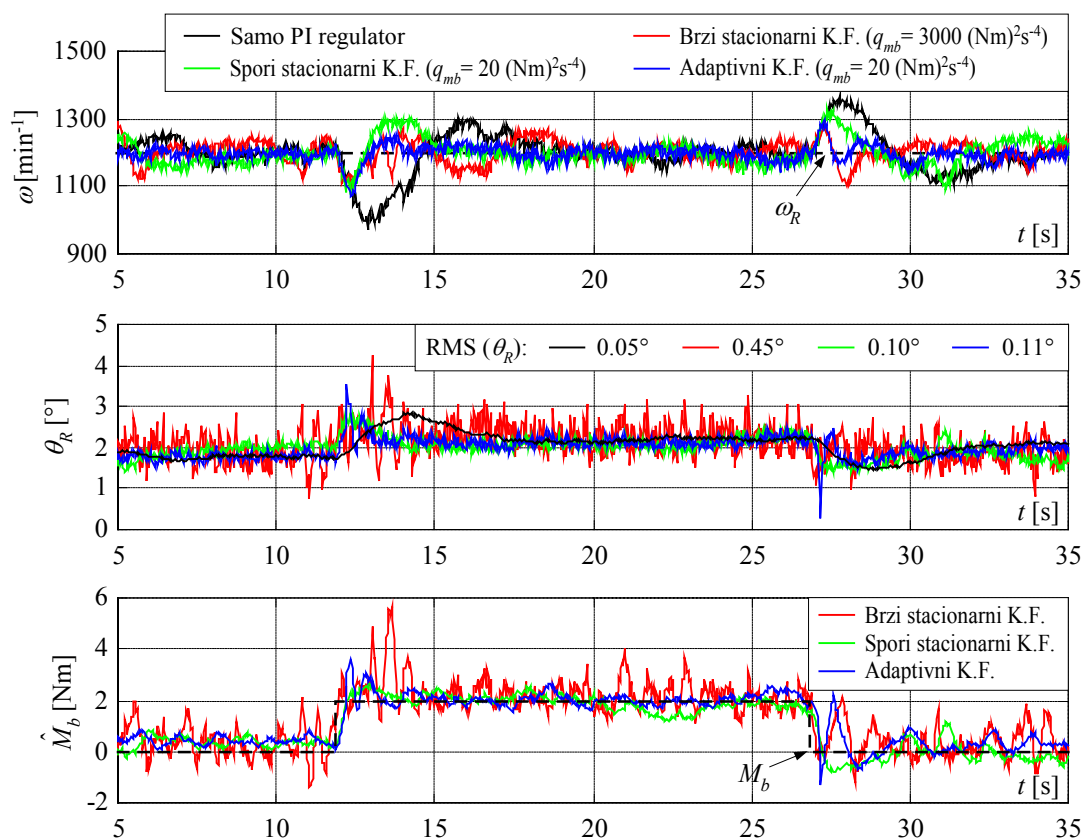 Samo PI regulator
Brzi stacionarni K.F. (q_mb = 3000 (Nm)²s⁻⁴)
Spori stacionarni K.F. (q_mb = 20 (Nm)²s⁻⁴)
Adaptivni K.F. (q_mb = 20 (Nm)²s⁻⁴)
ω [min⁻¹]
1500
1300
1100
900
ω_R
t [s]
5 10 15 20 25 30 35
RMS (θ_R): 0.05° 0.45° 0.10° 0.11°
θ_R [°]
5
4
3
2
1
0
t [s]
5 10 15 20 25 30 35
Brzi stacionarni K.F.
Spori stacionarni K.F.
Adaptivni K.F.
M̂_b [Nm]
6
4
2
0
-2
M_b
t [s]
5 10 15 20 25 30 35